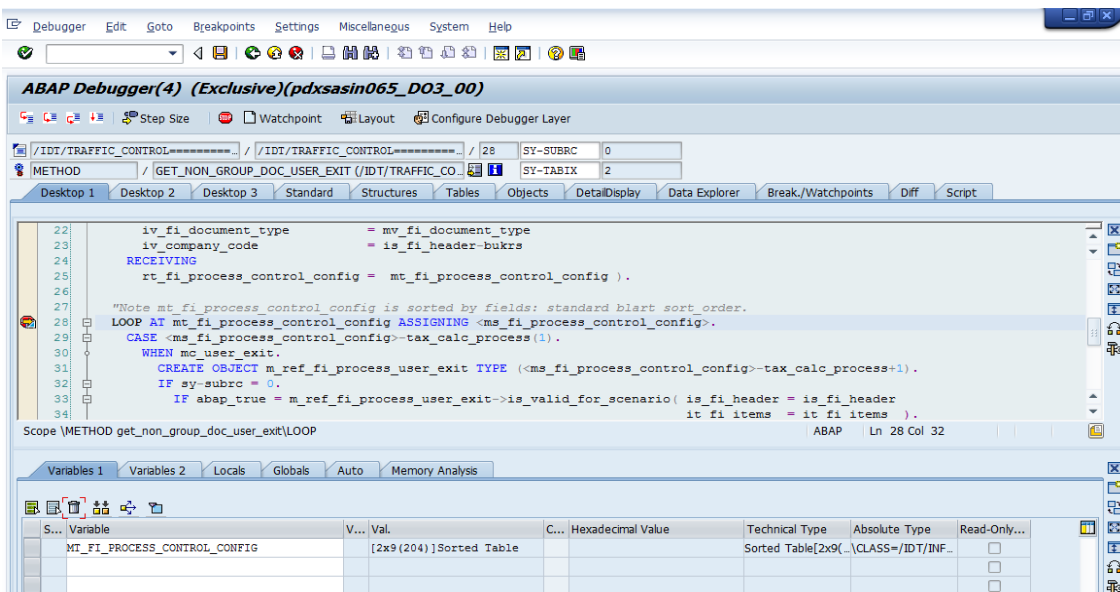 Debugger Edit Goto Breakpoints Settings Miscellaneous System Help
ABAP Debugger(4) (Exclusive)(pdxsasin065_DO3_00)
Step Size Watchpoint Layout Configure Debugger Layer
/IDT/TRAFFIC_CONTROL=========… / /IDT/TRAFFIC_CONTROL=========… / 28 SY-SUBRC 0
METHOD / GET_NON_GROUP_DOC_USER_EXIT (/IDT/TRAFFIC_CO… SY-TABIX 2
Desktop 1 Desktop 2 Desktop 3 Standard Structures Tables Objects DetailDisplay Data Explorer Break./Watchpoints Diff Script
22 iv_fi_document_type = mv_fi_document_type
23 iv_company_code = is_fi_header-bukrs
24 RECEIVING
25 rt_fi_process_control_config = mt_fi_process_control_config ).
26
27 "Note mt_fi_process_control_config is sorted by fields: standard blart sort_order.
28 LOOP AT mt_fi_process_control_config ASSIGNING <ms_fi_process_control_config>.
29 CASE <ms_fi_process_control_config>-tax_calc_process(1).
30 WHEN mc_user_exit.
31 CREATE OBJECT m_ref_fi_process_user_exit TYPE (<ms_fi_process_control_config>-tax_calc_process+1).
32 IF sy-subrc = 0.
33 IF abap_true = m_ref_fi_process_user_exit->is_valid_for_scenario( is_fi_header = is_fi_header
34 it_fi_items = it_fi_items ).
Scope \METHOD get_non_group_doc_user_exit\LOOP ABAP Ln 28 Col 32
Variables 1 Variables 2 Locals Globals Auto Memory Analysis
S... Variable V... Val. C... Hexadecimal Value Technical Type Absolute Type Read-Only...
MT_FI_PROCESS_CONTROL_CONFIG [2x9(204)]Sorted Table Sorted Table[2x9(… \CLASS=/IDT/INF…